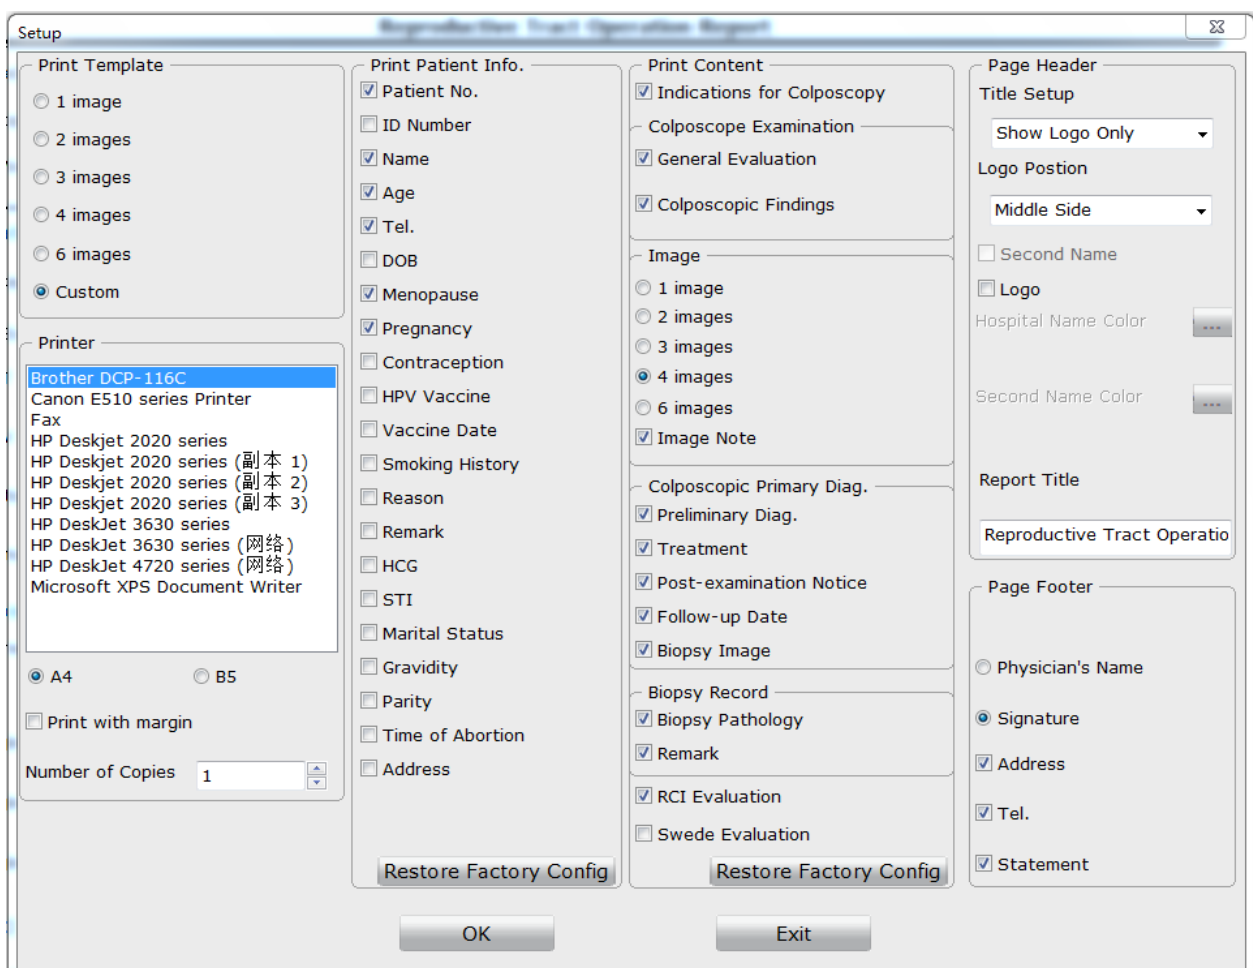 Reproductive Tract Operation Report
Setup
Print Template
1 image
2 images
3 images
4 images
6 images
Custom
Printer
Brother DCP-116C
Canon E510 series Printer
Fax
HP Deskjet 2020 series
HP Deskjet 2020 series (副本 1)
HP Deskjet 2020 series (副本 2)
HP Deskjet 2020 series (副本 3)
HP DeskJet 3630 series
HP DeskJet 3630 series (网络)
HP DeskJet 4720 series (网络)
Microsoft XPS Document Writer
A4
B5
Print with margin
Number of Copies 1
Print Patient Info.
Patient No.
ID Number
Name
Age
Tel.
DOB
Menopause
Pregnancy
Contraception
HPV Vaccine
Vaccine Date
Smoking History
Reason
Remark
HCG
STI
Marital Status
Gravidity
Parity
Time of Abortion
Address
Restore Factory Config
Print Content
Indications for Colposcopy
Colposcope Examination
General Evaluation
Colposcopic Findings
Image
1 image
2 images
3 images
4 images
6 images
Image Note
Colposcopic Primary Diag.
Preliminary Diag.
Treatment
Post-examination Notice
Follow-up Date
Biopsy Image
Biopsy Record
Biopsy Pathology
Remark
RCI Evaluation
Swede Evaluation
Restore Factory Config
Page Header
Title Setup
Show Logo Only
Logo Postion
Middle Side
Second Name
Logo
Hospital Name Color
...
Second Name Color
...
Report Title
Reproductive Tract Operatio
Page Footer
Physician's Name
Signature
Address
Tel.
Statement
OK
Exit